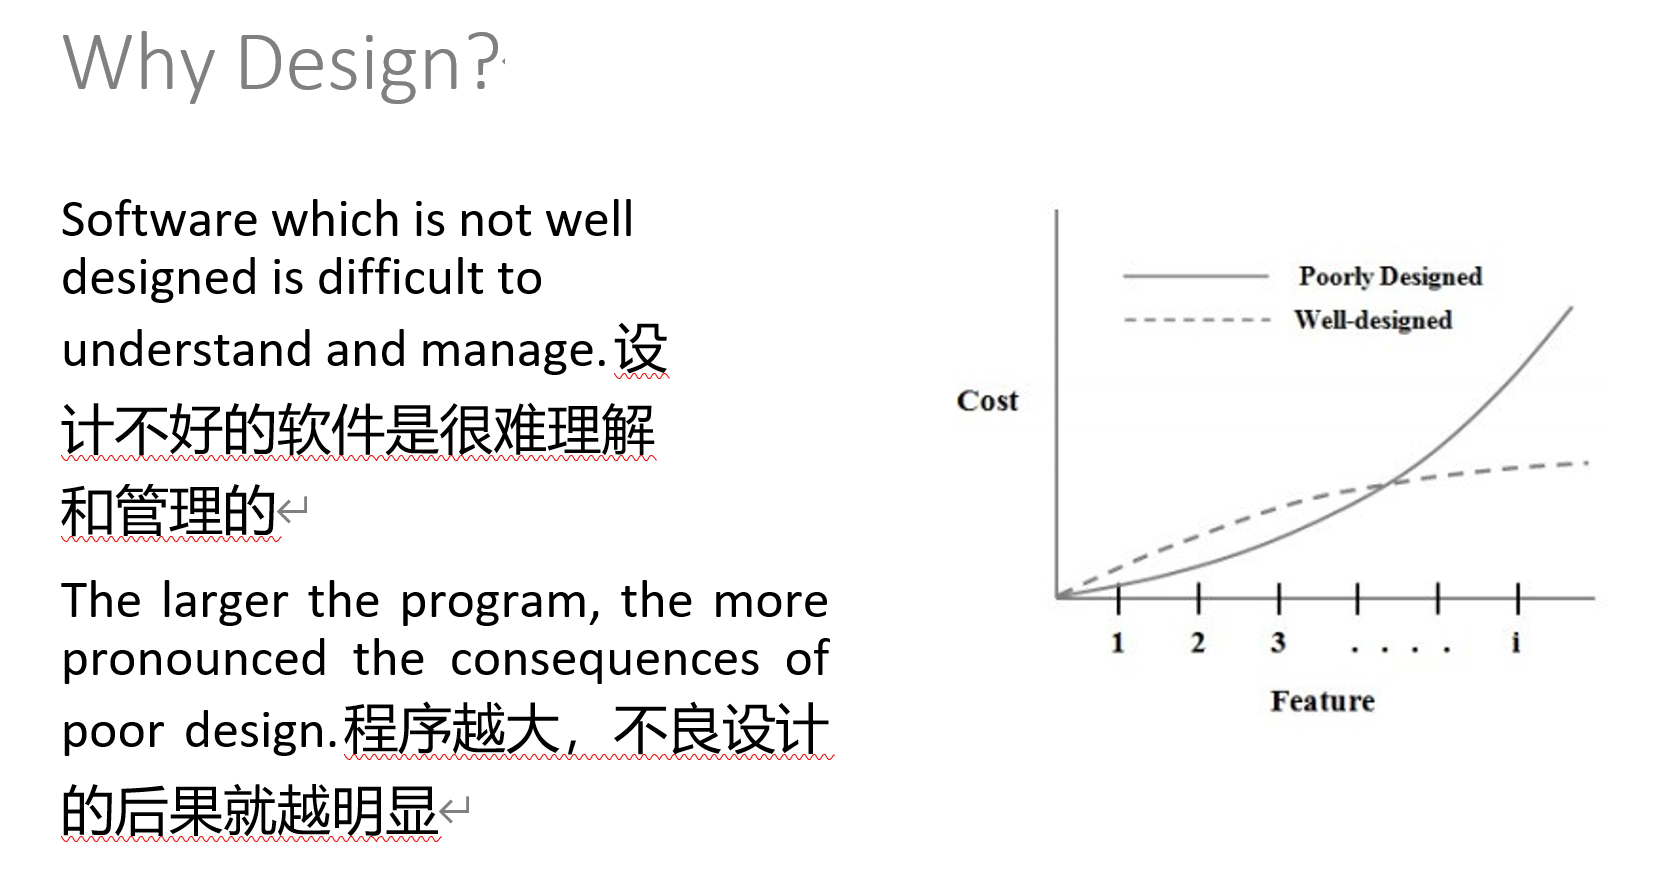 Why Design?
Software which is not well
designed is difficult to
understand and manage.设
计不好的软件是很难理解
和管理的
The larger the program, the more
pronounced the consequences of
poor design.程序越大，不良设计
的后果就越明显
Poorly Designed
Well-designed
Cost
1 2 3 . . . . i
Feature